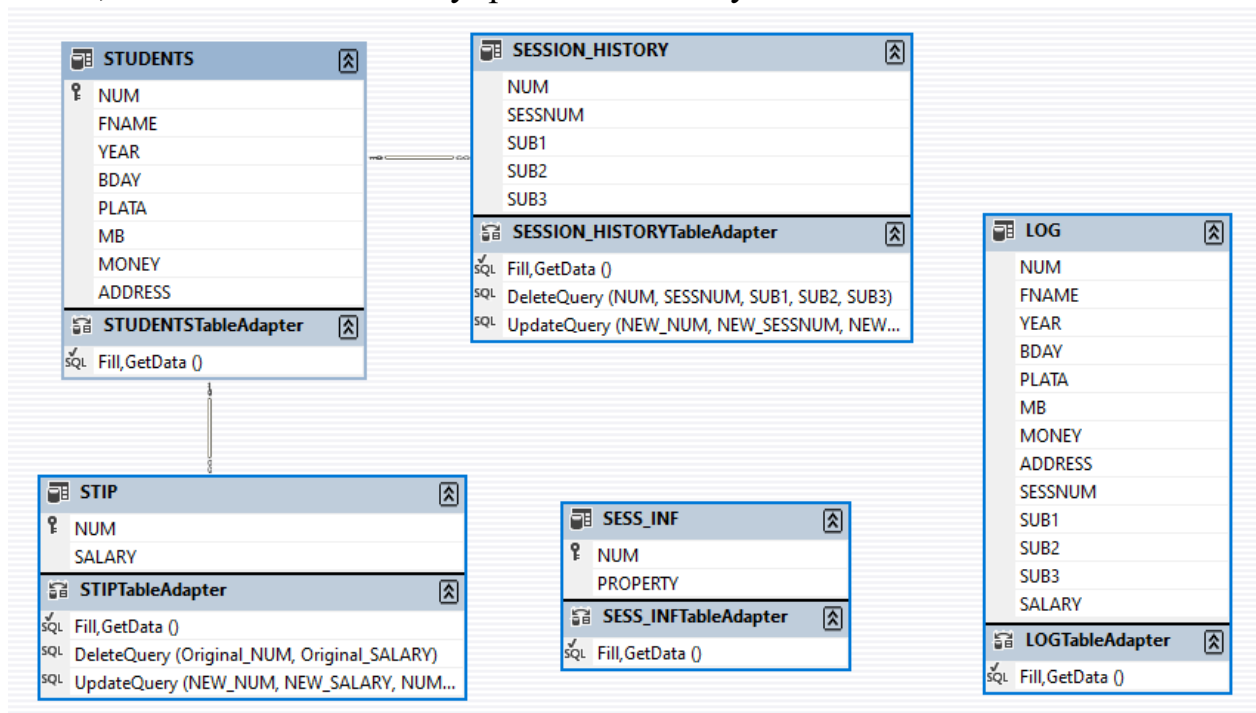 STUDENTS
NUM
FNAME
YEAR
BDAY
PLATA
MB
MONEY
ADDRESS
STUDENTSTableAdapter
SQL Fill,GetData ()
SESSION_HISTORY
NUM
SESSNUM
SUB1
SUB2
SUB3
SESSION_HISTORYTableAdapter
SQL Fill,GetData ()
SQL DeleteQuery (NUM, SESSNUM, SUB1, SUB2, SUB3)
SQL UpdateQuery (NEW_NUM, NEW_SESSNUM, NEW...
LOG
NUM
FNAME
YEAR
BDAY
PLATA
MB
MONEY
ADDRESS
SESSNUM
SUB1
SUB2
SUB3
SALARY
LOGTableAdapter
SQL Fill,GetData ()
STIP
NUM
SALARY
STIPTableAdapter
SQL Fill,GetData ()
SQL DeleteQuery (Original_NUM, Original_SALARY)
SQL UpdateQuery (NEW_NUM, NEW_SALARY, NUM...
SESS_INF
NUM
PROPERTY
SESS_INFTableAdapter
SQL Fill,GetData ()